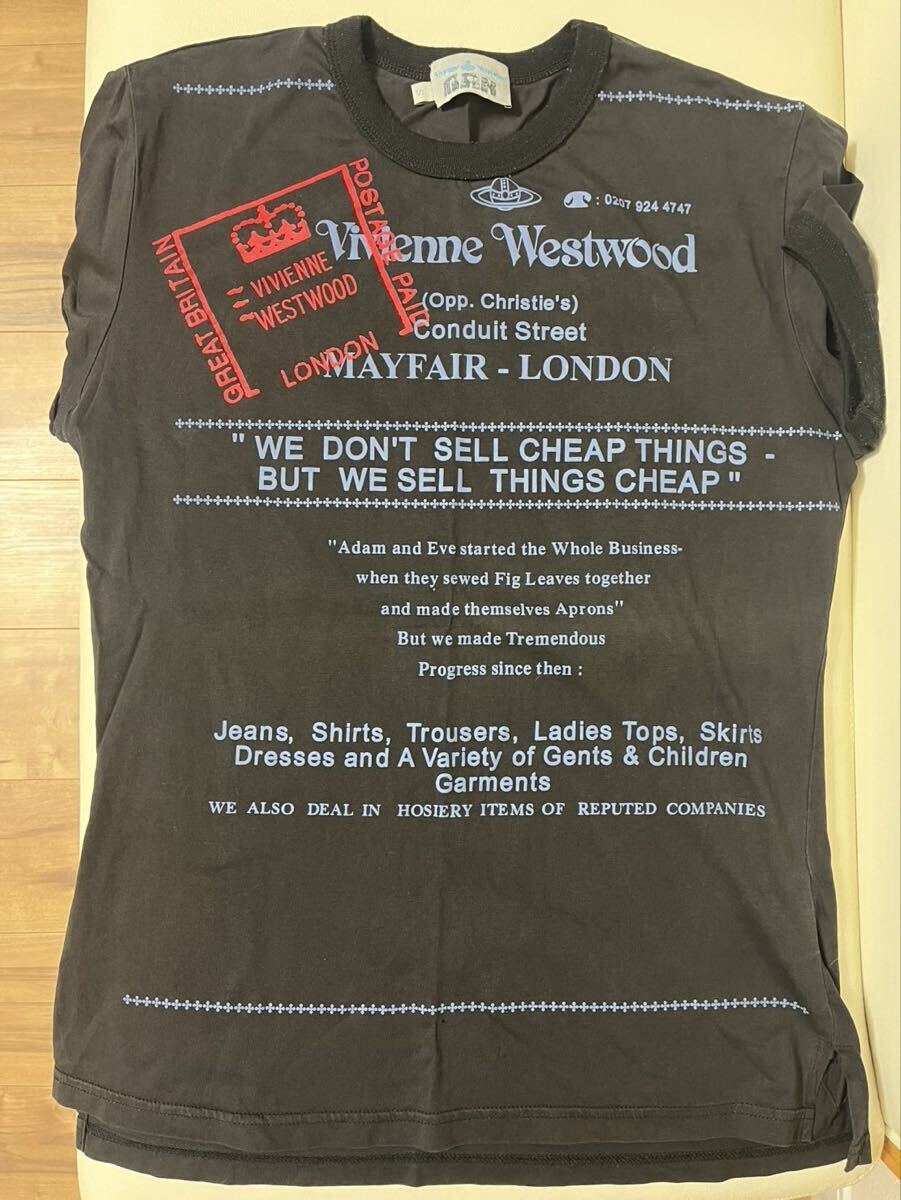 Vivienne Westwood
MAN
S
: 0207 924 4747
Vivienne Westwood
GREAT BRITAIN
POSTAGE PAID
VIVIENNE
WESTWOOD
LONDON
(Opp. Christie's)
Conduit Street
MAYFAIR - LONDON
" WE DON'T SELL CHEAP THINGS -
BUT WE SELL THINGS CHEAP "
"Adam and Eve started the Whole Business-
when they sewed Fig Leaves together
and made themselves Aprons"
But we made Tremendous
Progress since then :
Jeans, Shirts, Trousers, Ladies Tops, Skirts
Dresses and A Variety of Gents & Children
Garments
WE ALSO DEAL IN HOSIERY ITEMS OF REPUTED COMPANIES